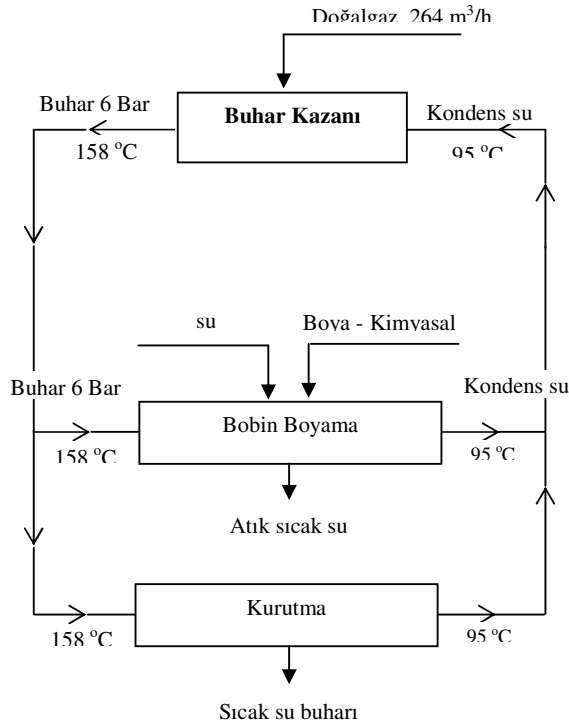 Doğalgaz 264 m³/h
Buhar 6 Bar
158 °C
Buhar Kazanı
Kondens su
95 °C
su
Boya - Kimyasal
Buhar 6 Bar
158 °C
Bobin Boyama
Kondens su
95 °C
Atık sıcak su
158 °C
Kurutma
95 °C
Sıcak su buharı